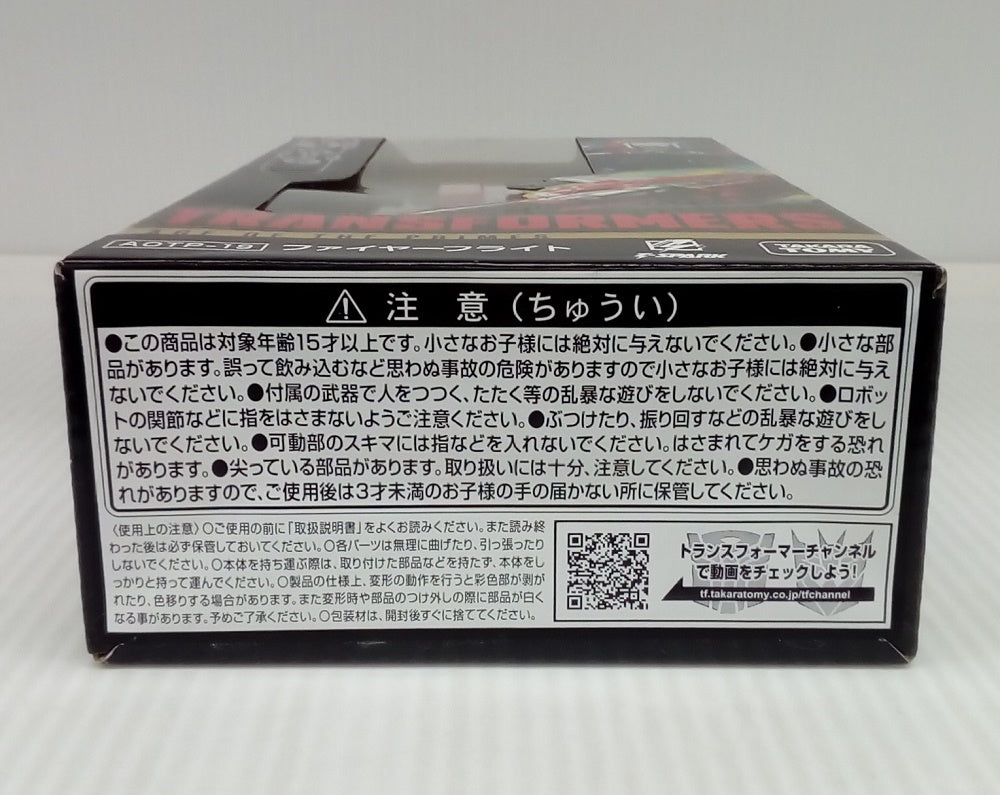 TRANSFORMERS
AGE OF THE PRIMES
AOTP-19 ファイヤーフライト T-SPARK TAKARA TOMY
注 意（ちゅうい）
●この商品は対象年齢15才以上です。小さなお子様には絶対に与えないでください。●小さな部
品があります。誤って飲み込むなど思わぬ事故の危険がありますので小さなお子様には絶対に与え
ないでください。●付属の武器で人をつつく、たたく等の乱暴な遊びをしないでください。●ロボッ
トの関節などに指をはさまないようご注意ください。●ぶつけたり、振り回すなどの乱暴な遊びをし
ないでください。●可動部のスキマには指などを入れないでください。はさまれてケガをする恐れ
があります。●尖っている部品があります。取り扱いには十分、注意してください。●思わぬ事故の恐
れがありますので、ご使用後は3才未満のお子様の手の届かない所に保管してください。
〈使用上の注意〉〇ご使用の前に「取扱説明書」をよくお読みください。また読み終
わった後は必ず保管しておいてください。〇各パーツは無理に曲げたり、引っ張ったり
しないでください。〇本体を持ち運ぶ際は、取り付けた部品などを持たず、本体をし
っかりと持って運んでください。〇製品の仕様上、変形の動作を行うと彩色部が剥が
れたり、色移りする場合があります。また変形時や部品のつけ外しの際に部品が白く
なる事があります。予めご了承ください。〇包装材は、開封後すぐに捨ててください。
トランスフォーマーチャンネル
で動画をチェックしよう!
tf.takaratomy.co.jp/tfchannel